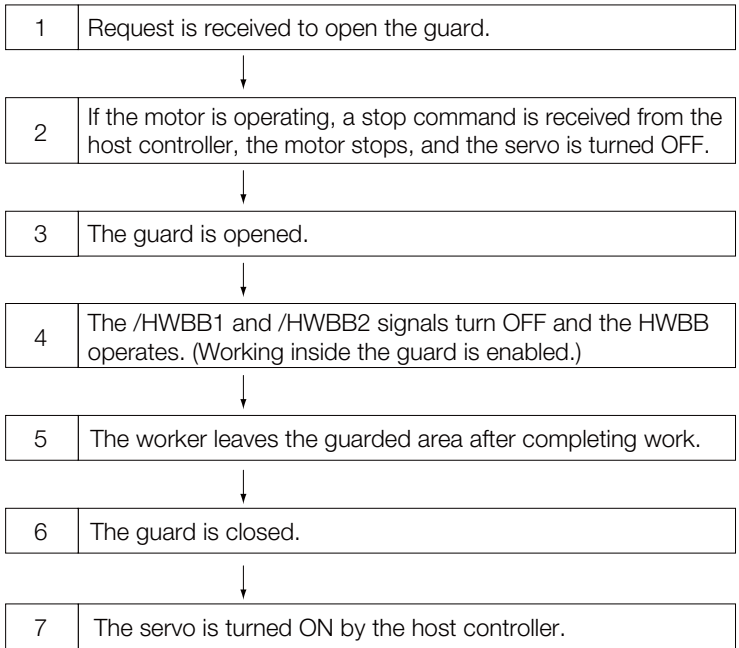 1 Request is received to open the guard.
2 If the motor is operating, a stop command is received from the
host controller, the motor stops, and the servo is turned OFF.
3 The guard is opened.
4 The /HWBB1 and /HWBB2 signals turn OFF and the HWBB
operates. (Working inside the guard is enabled.)
5 The worker leaves the guarded area after completing work.
6 The guard is closed.
7 The servo is turned ON by the host controller.